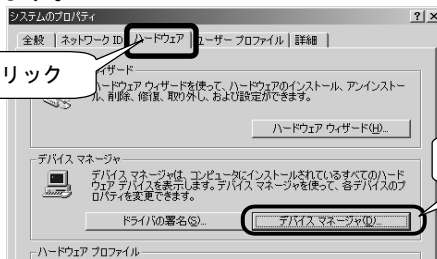 システムのプロパティ
全般 ネットワーク ID ハードウェア ユーザー プロファイル 詳細
リック
ィザード
ハードウェア ウィザードを使って、ハードウェアのインストール、アンインストール、削除、修復、取り外し、および設定ができます。
ハードウェア ウィザード(H)...
デバイス マネージャ
デバイス マネージャは、コンピュータにインストールされているすべてのハード
ウェア デバイスを表示します。デバイス マネージャを使って、各デバイスのプ
ロパティを変更できます。
ドライバの署名(S)...
デバイス マネージャ(D)...
ハードウェア プロファイル